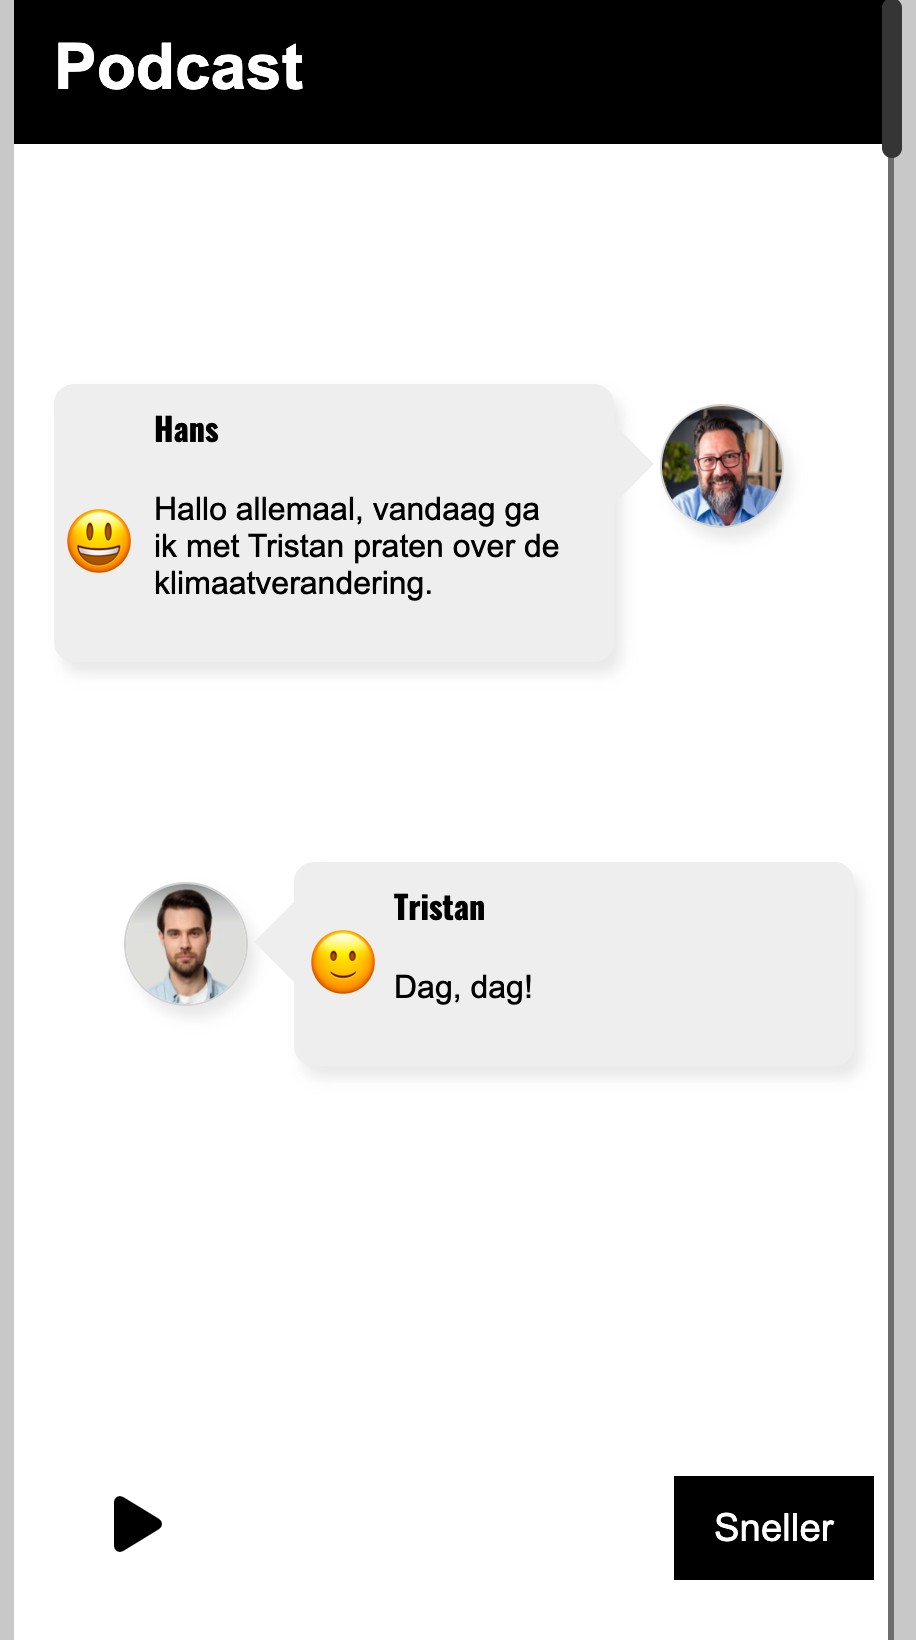 Podcast
Hans
Hallo allemaal, vandaag ga
ik met Tristan praten over de
klimaatverandering.
Tristan
Dag, dag!
Sneller